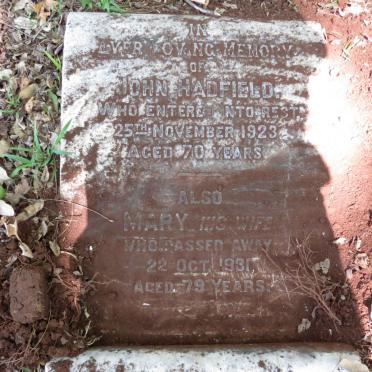 IN
EVER LOVING MEMORY
OF
JOHN HADFIELD
WHO ENTERED INTO REST
25TH NOVEMBER 1923
AGED 70 YEARS
ALSO
MARY HIS WIFE
WHO PASSED AWAY
22 OCT. 1931
AGED 79 YEARS.